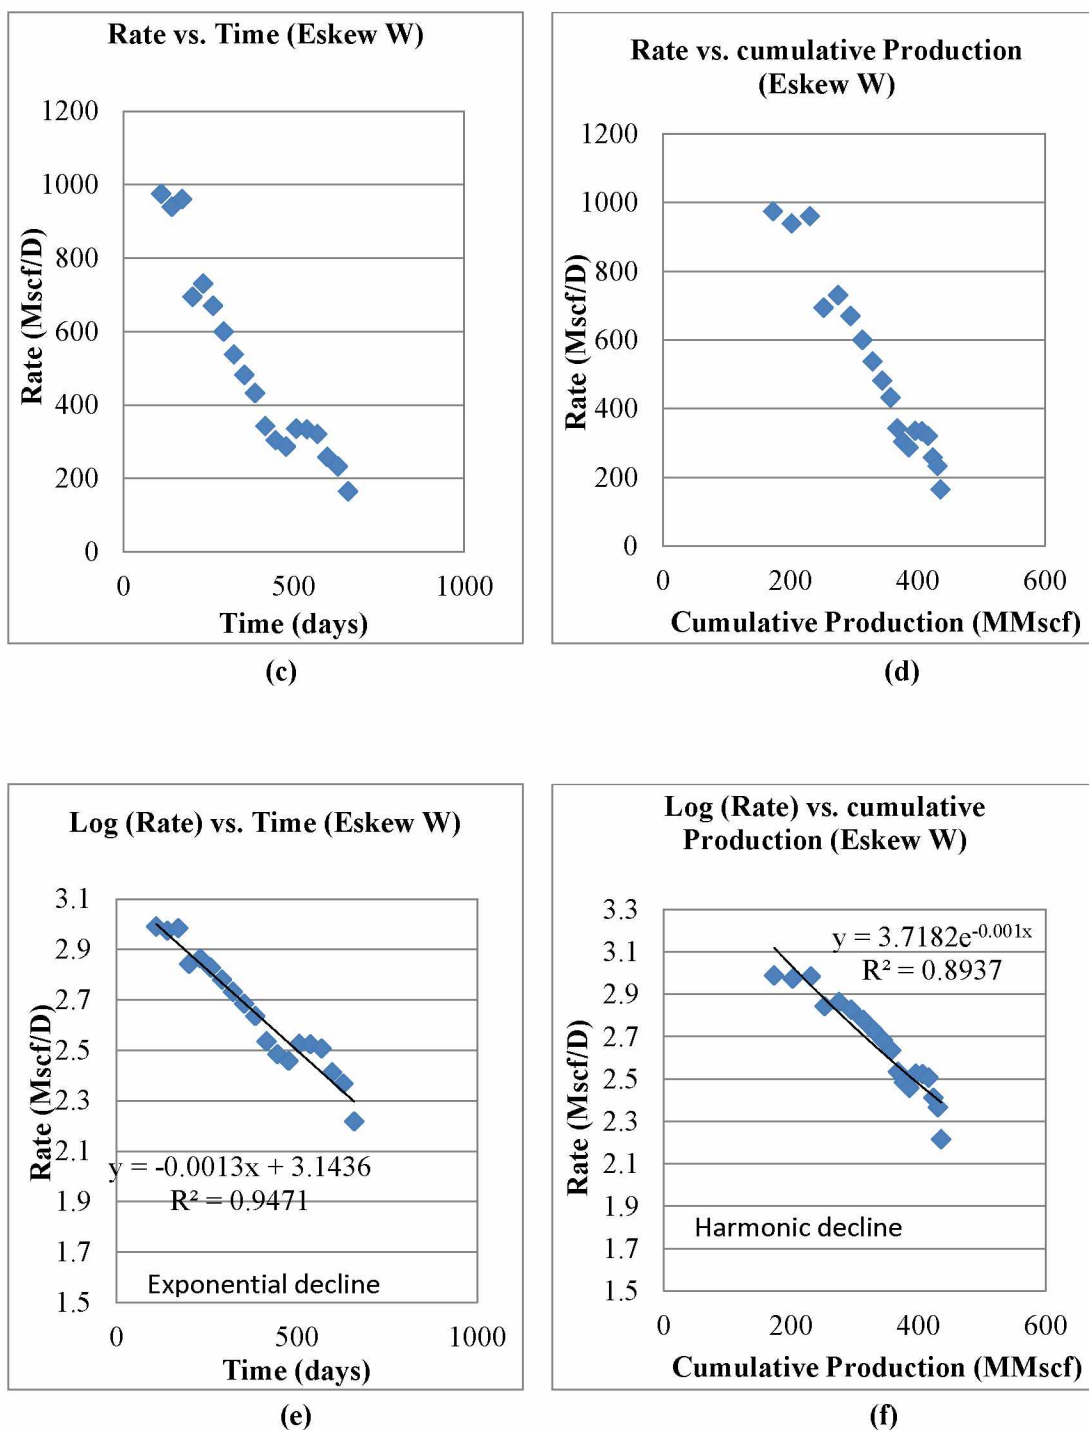 Rate vs. Time (Eskew W)
1200
1000
800
600
400
200
0
Rate (Mscf/D)
0 500 1000
Time (days)
(c)
Rate vs. cumulative Production
(Eskew W)
1200
1000
800
600
400
200
0
Rate (Mscf/D)
0 200 400 600
Cumulative Production (MMscf)
(d)
Log (Rate) vs. Time (Eskew W)
3.1
2.9
2.7
2.5
2.3
2.1
1.9
1.7
1.5
Rate (Mscf/D)
y = -0.0013x + 3.1436
R² = 0.9471
Exponential decline
0 500 1000
Time (days)
(e)
Log (Rate) vs. cumulative
Production (Eskew W)
3.3
3.1
2.9
2.7
2.5
2.3
2.1
1.9
1.7
1.5
Rate (Mscf/D)
y = 3.7182e^-0.001x
R² = 0.8937
Harmonic decline
0 200 400 600
Cumulative Production (MMscf)
(f)